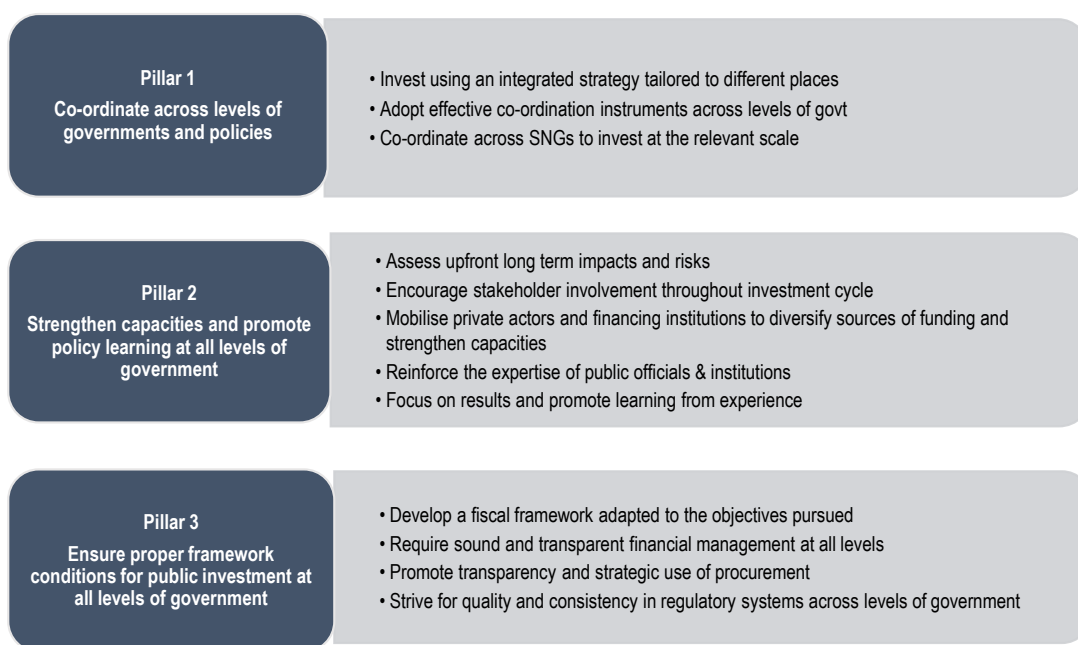 Pillar 1
Co-ordinate across levels of
governments and policies
• Invest using an integrated strategy tailored to different places
• Adopt effective co-ordination instruments across levels of govt
• Co-ordinate across SNGs to invest at the relevant scale
Pillar 2
Strengthen capacities and promote
policy learning at all levels of
government
• Assess upfront long term impacts and risks
• Encourage stakeholder involvement throughout investment cycle
• Mobilise private actors and financing institutions to diversify sources of funding and
strengthen capacities
• Reinforce the expertise of public officials & institutions
• Focus on results and promote learning from experience
Pillar 3
Ensure proper framework
conditions for public investment at
all levels of government
• Develop a fiscal framework adapted to the objectives pursued
• Require sound and transparent financial management at all levels
• Promote transparency and strategic use of procurement
• Strive for quality and consistency in regulatory systems across levels of government